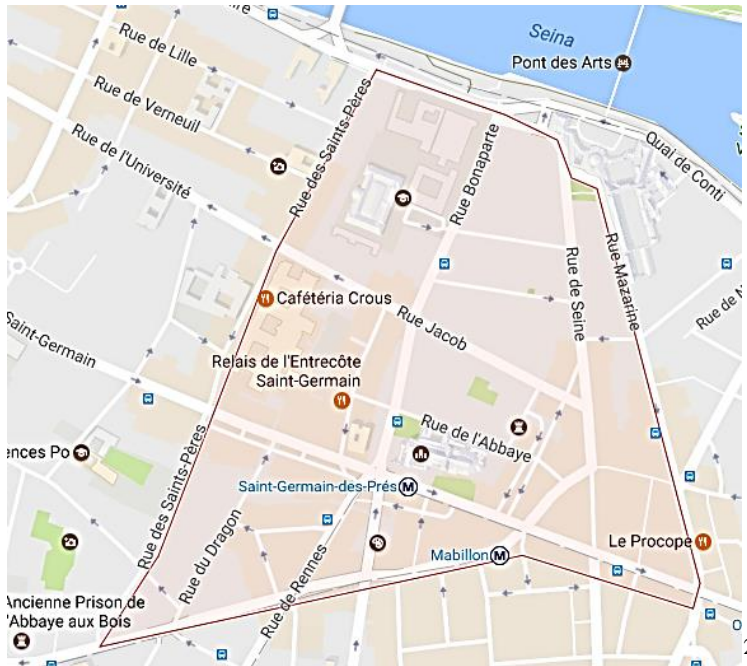 Seina
Pont des Arts
Rue de Lille
Rue de Verneuil
Rue de l'Université
Rue des Saints-Pères
Rue Bonaparte
Quai de Conti
Rue-Mazarine
Rue de Seine
Cafétéria Crous
Rue Jacob
Saint-Germain
Relais de l'Entrecôte
Saint-Germain
Rue de l'Abbaye
ences Po
Saint-Germain-des-Prés
M
Rue des Saints-Pères
Rue du Dragon
Rue de Rennes
Mabillon
M
Le Procope
Ancienne Prison de
l'Abbaye aux Bois